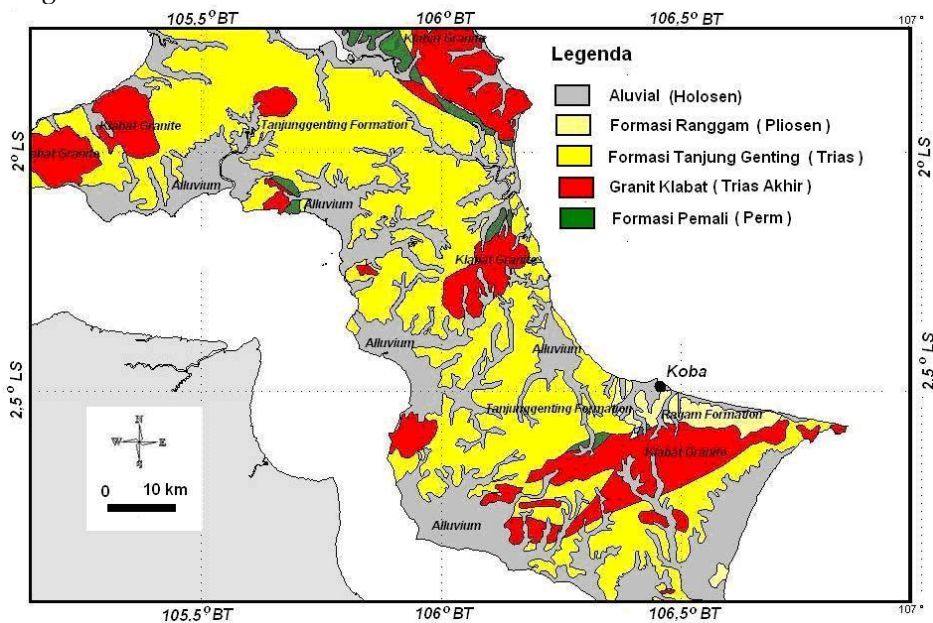 105.5° BT 106° BT 106,5° BT 107°
Klabat Granite
Legenda
Aluvial (Holosen)
Formasi Ranggam (Pliosen)
Formasi Tanjung Genting (Trias)
Granit Klabat (Trias Akhir)
Formasi Pemali (Perm)
2° LS
Klabat Granite
Tanjunggenting Formation
abat Granite
Alluvium
Alluvium
2° LS
Klabat Granite
Alluvium
Alluvium
Koba
2.5° LS
Tanjunggenting Formation
Ragam Formation
2.5° LS
Klabat Granite
N
W E
S
0 10 km
Alluvium
105.5° BT 106° BT 106,5° BT 107°